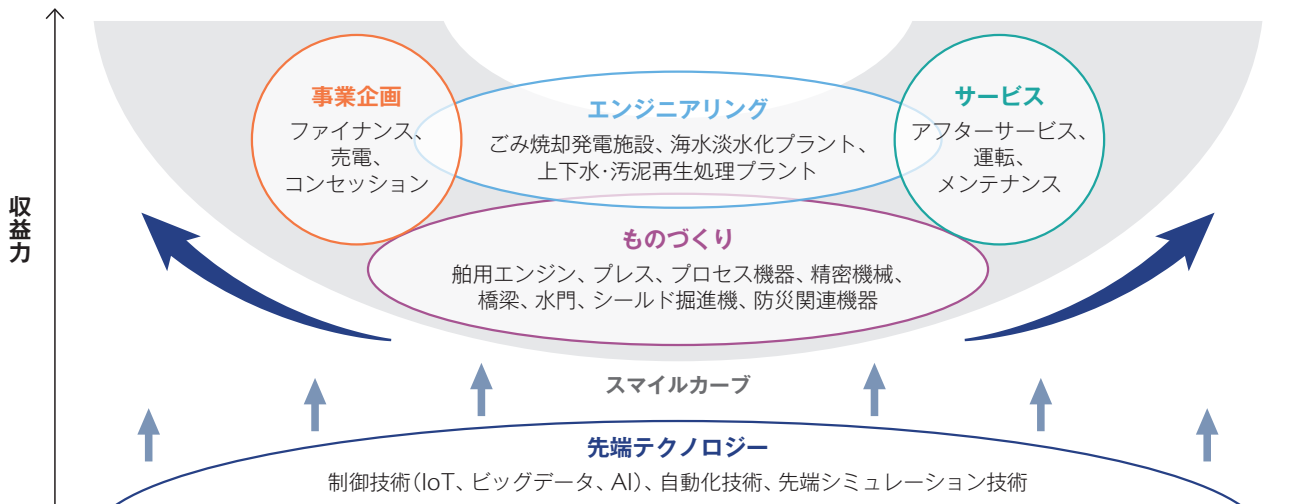 収益力
事業企画
ファイナンス、
売電、
コンセッション
エンジニアリング
ごみ焼却発電施設、海水淡水化プラント、
上下水・汚泥再生処理プラント
サービス
アフターサービス、
運転、
メンテナンス
ものづくり
舶用エンジン、プレス、プロセス機器、精密機械、
橋梁、水門、シールド掘進機、防災関連機器
スマイルカーブ
先端テクノロジー
制御技術(IoT、ビッグデータ、AI)、自動化技術、先端シミュレーション技術